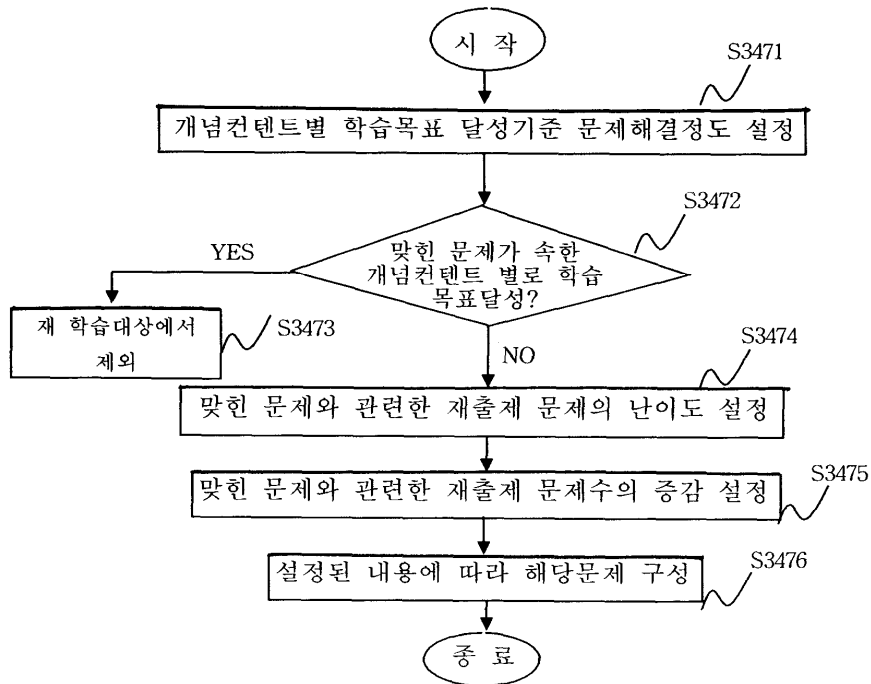 시 작
S3471
개념컨텐트별 학습목표 달성기준 문제해결정도 설정
S3472
YES
맞힌 문제가 속한
개념컨텐트 별로 학습
목표달성?
재 학습대상에서
제외
S3473
NO
S3474
맞힌 문제와 관련한 재출제 문제의 난이도 설정
맞힌 문제와 관련한 재출제 문제수의 증감 설정
S3475
설정된 내용에 따라 해당문제 구성
S3476
종 료